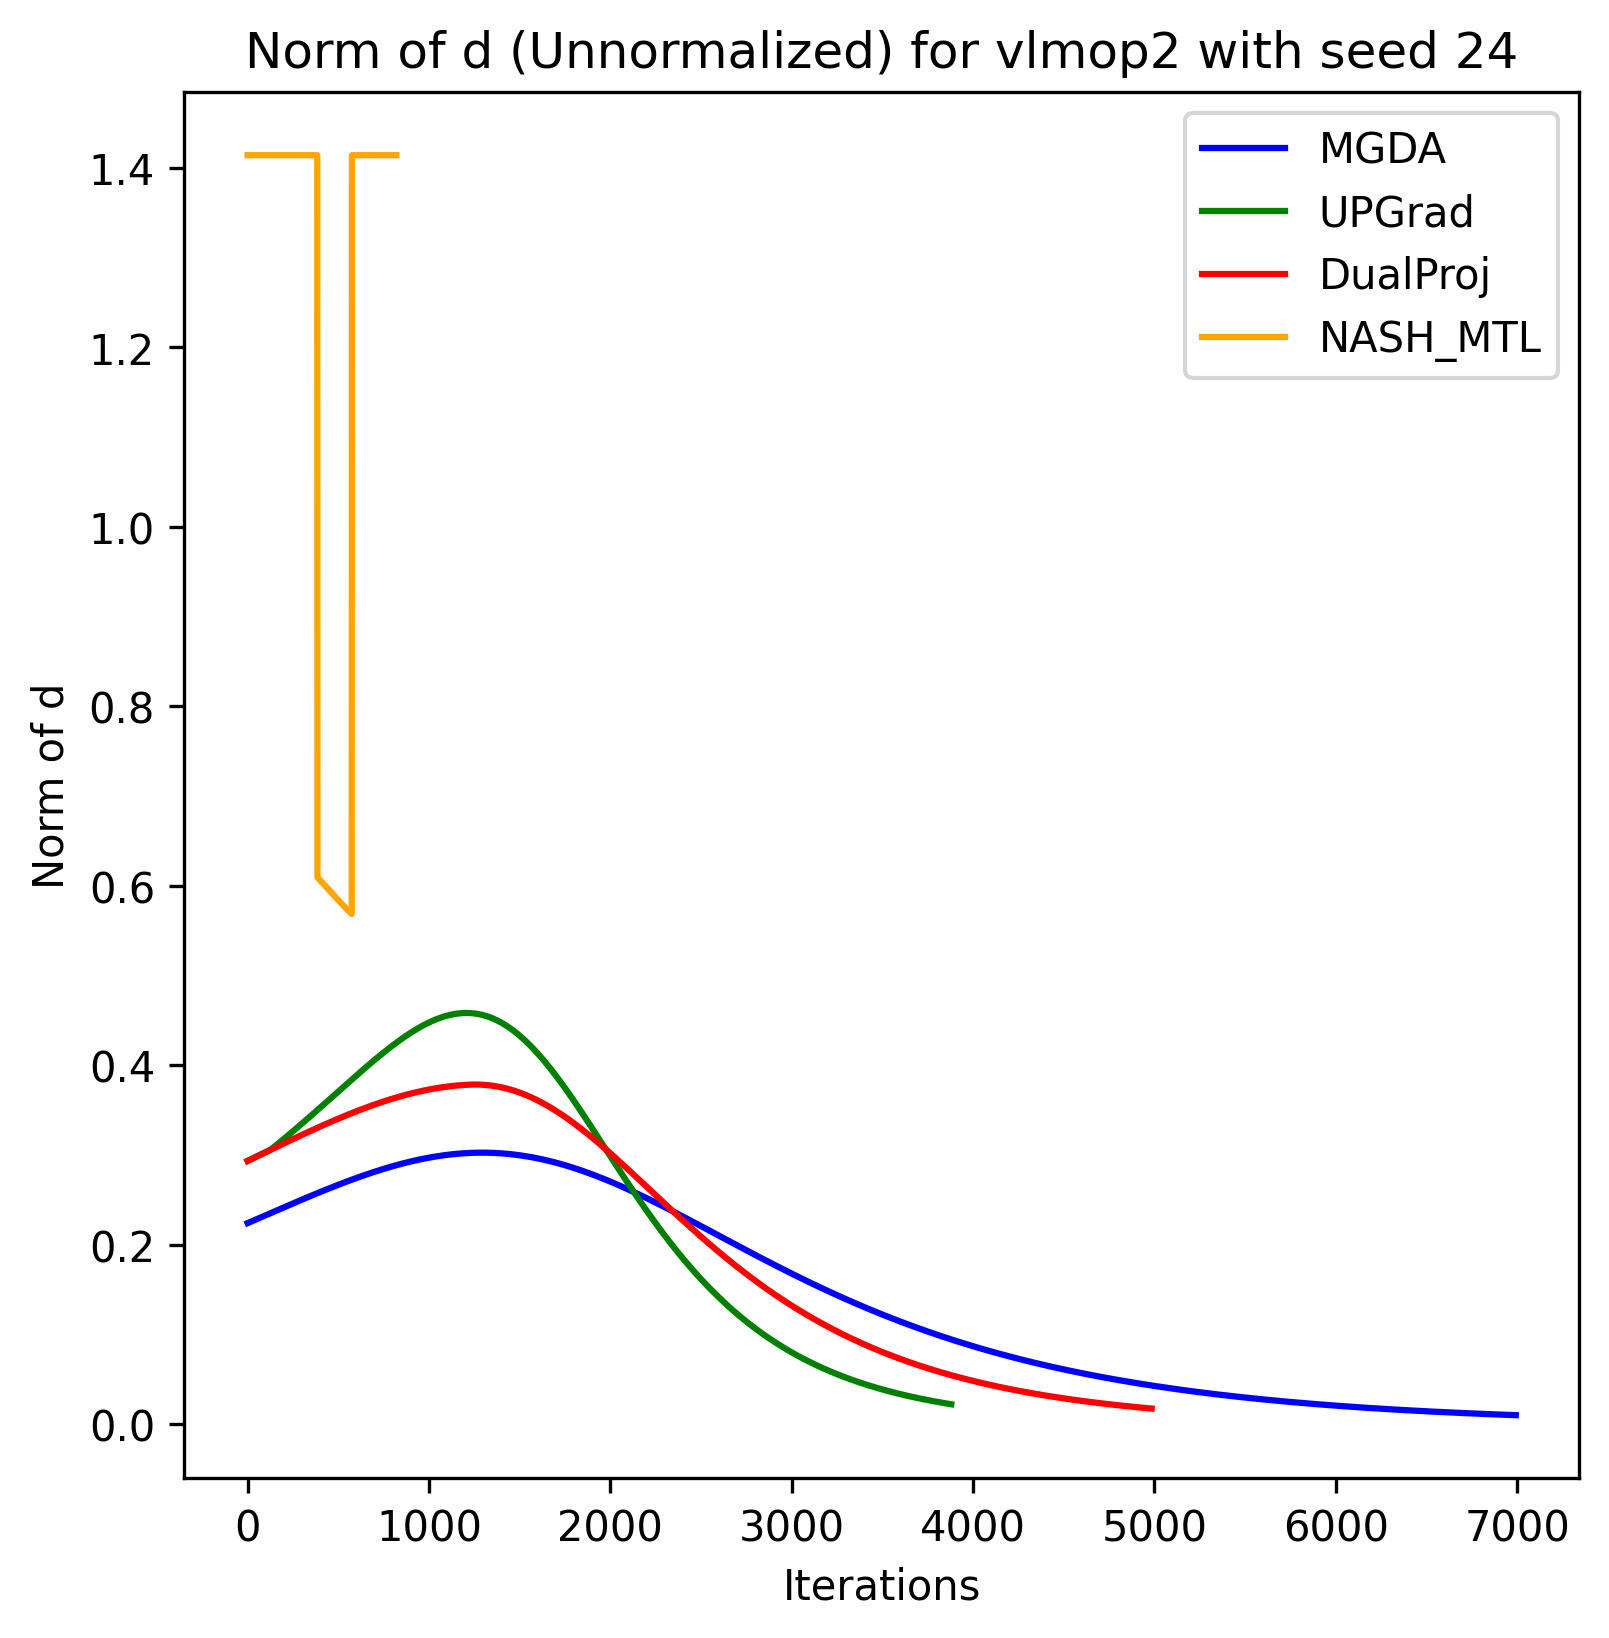 Norm of d (Unnormalized) for vlmop2 with seed 24
MGDA
UPGrad
DualProj
NASH_MTL
Norm of d
1.4
1.2
1.0
0.8
0.6
0.4
0.2
0.0
0 1000 2000 3000 4000 5000 6000 7000
Iterations